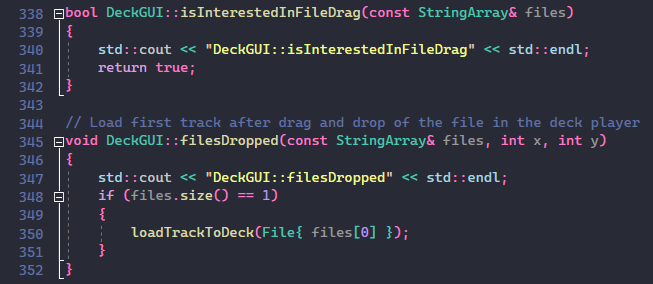 338 bool DeckGUI::isInterestedInFileDrag(const StringArray& files)
339 {
340     std::cout << "DeckGUI::isInterestedInFileDrag" << std::endl;
341     return true;
342 }
343
344 // Load first track after drag and drop of the file in the deck player
345 void DeckGUI::filesDropped(const StringArray& files, int x, int y)
346 {
347     std::cout << "DeckGUI::filesDropped" << std::endl;
348     if (files.size() == 1)
349     {
350         loadTrackToDeck(File{ files[0] });
351     }
352 }